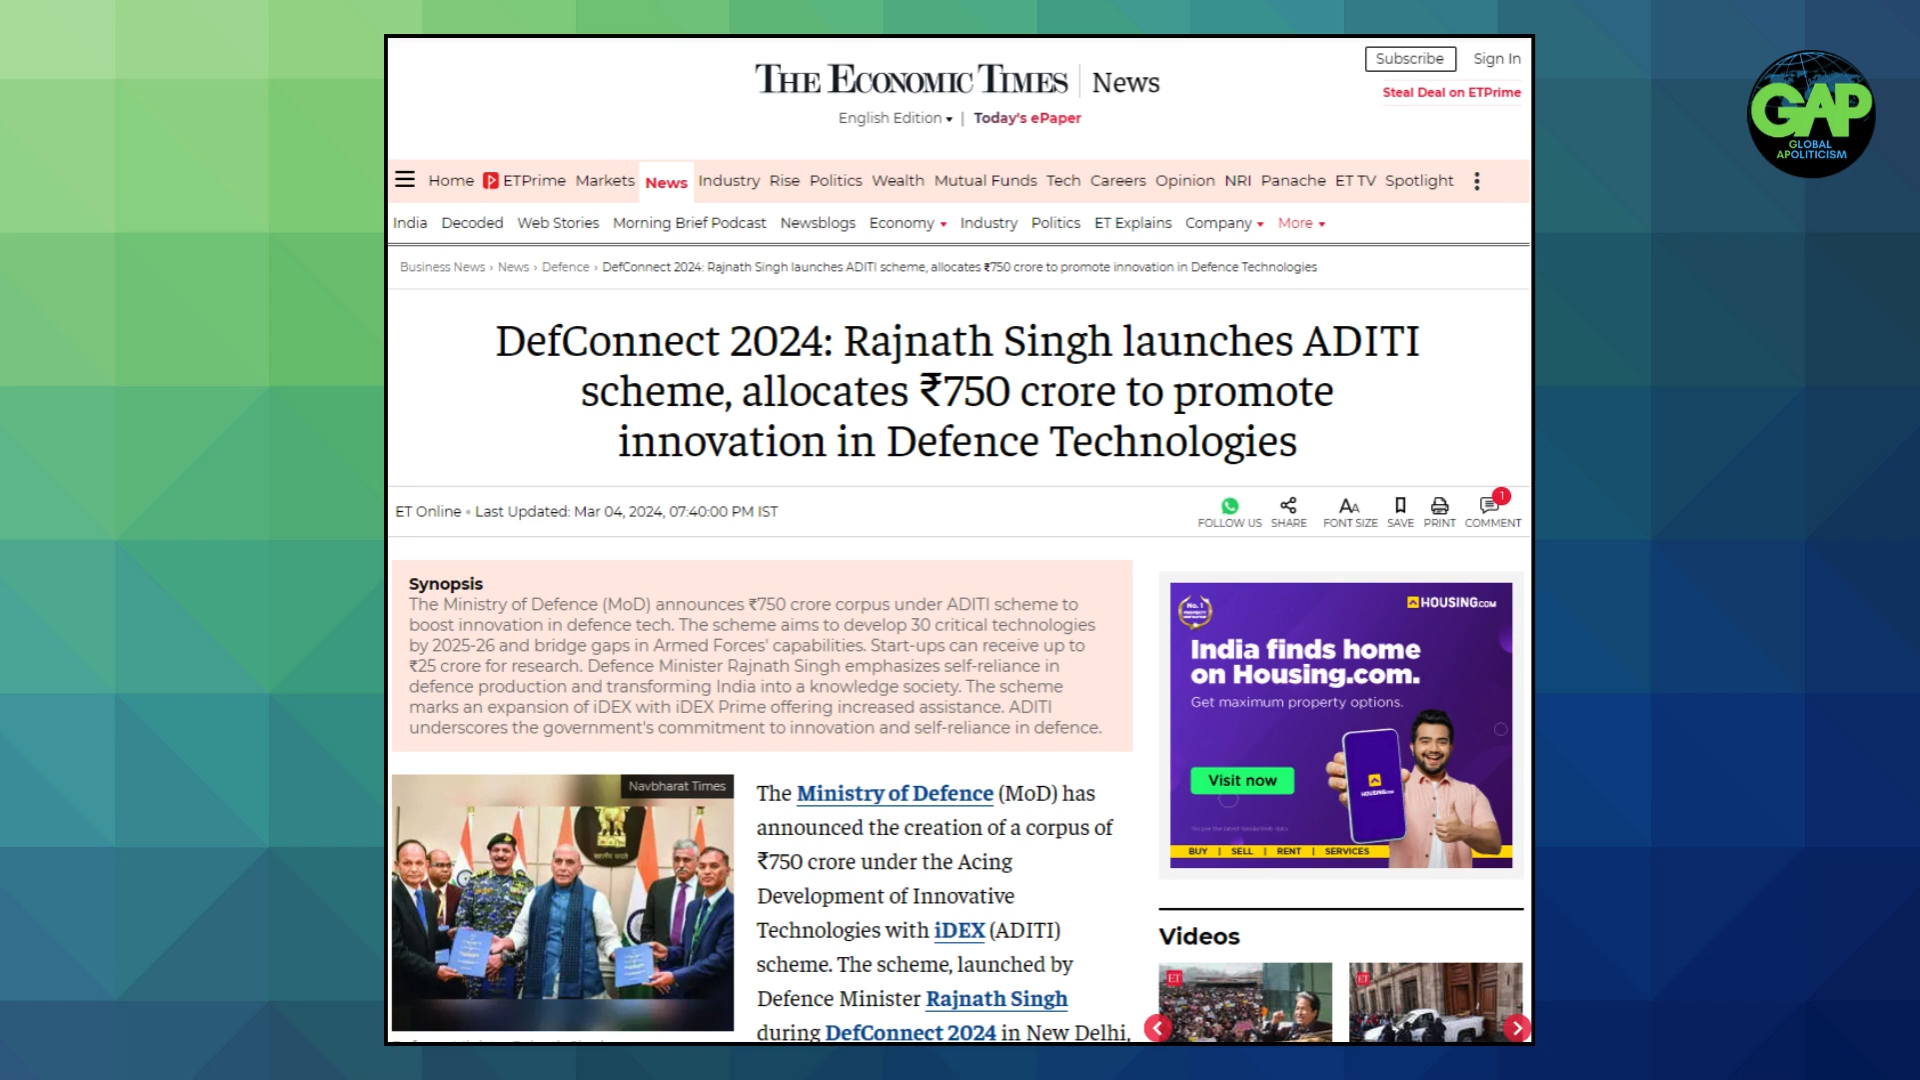 Subscribe Sign In
THE ECONOMIC TIMES | News
Steal Deal on ETPrime
English Edition | Today's ePaper
GAP
GLOBAL
APOLITICISM
Home ETPrime Markets News Industry Rise Politics Wealth Mutual Funds Tech Careers Opinion NRI Panache ET TV Spotlight
India Decoded Web Stories Morning Brief Podcast Newsblogs Economy Industry Politics ET Explains Company More
Business News › News › Defence › DefConnect 2024: Rajnath Singh launches ADITI scheme, allocates ₹750 crore to promote innovation in Defence Technologies
DefConnect 2024: Rajnath Singh launches ADITI
scheme, allocates ₹750 crore to promote
innovation in Defence Technologies
ET Online • Last Updated: Mar 04, 2024, 07:40:00 PM IST
1
FOLLOW US SHARE FONT SIZE SAVE PRINT COMMENT
Synopsis
The Ministry of Defence (MoD) announces ₹750 crore corpus under ADITI scheme to
boost innovation in defence tech. The scheme aims to develop 30 critical technologies
by 2025-26 and bridge gaps in Armed Forces' capabilities. Start-ups can receive up to
₹25 crore for research. Defence Minister Rajnath Singh emphasizes self-reliance in
defence production and transforming India into a knowledge society. The scheme
marks an expansion of iDEX with iDEX Prime offering increased assistance. ADITI
underscores the government's commitment to innovation and self-reliance in defence.
Navbharat Times
The Ministry of Defence (MoD) has
announced the creation of a corpus of
₹750 crore under the Acing
Development of Innovative
Technologies with iDEX (ADITI)
scheme. The scheme, launched by
Defence Minister Rajnath Singh
during DefConnect 2024 in New Delhi,
No. 1
HOUSING.COM
India finds home
on Housing.com.
Get maximum property options.
Visit now
HOUSING.com
BUY | SELL | RENT | SERVICES
Videos
ET
ET